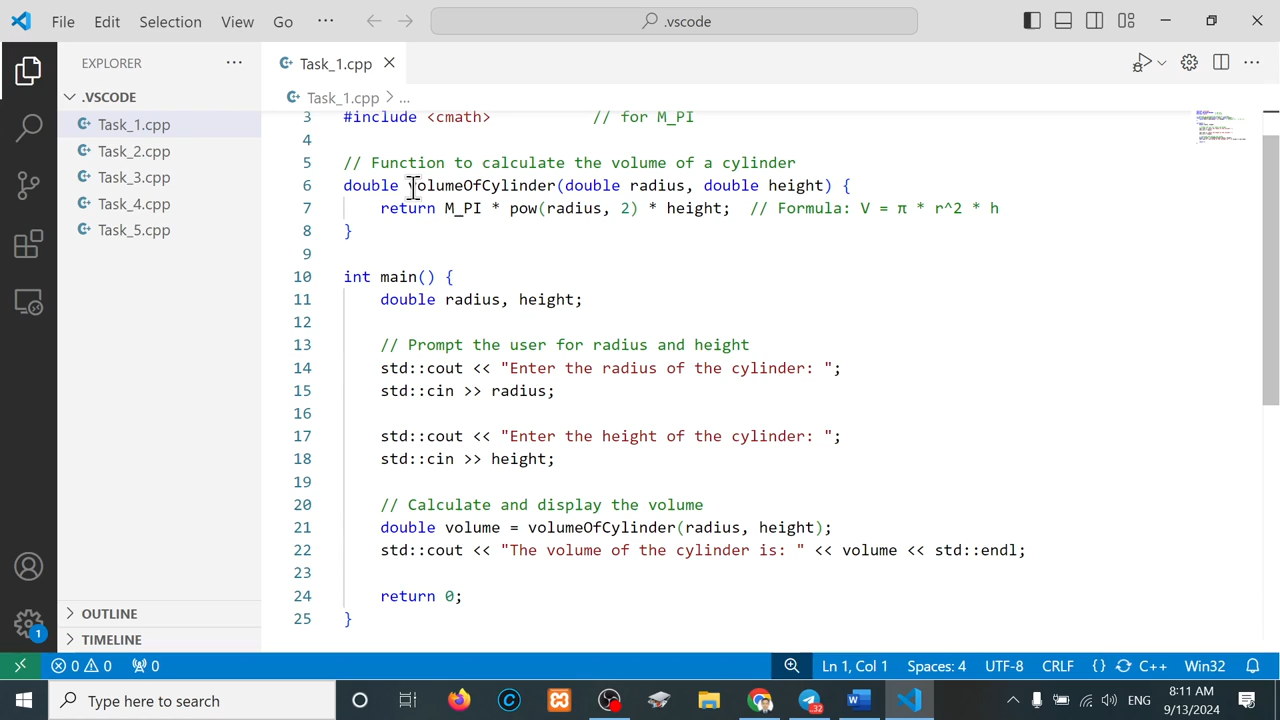 File Edit Selection View Go ··· .vscode
EXPLORER ···
Task_1.cpp
.VSCODE
Task_1.cpp
Task_2.cpp
Task_3.cpp
Task_4.cpp
Task_5.cpp
OUTLINE
TIMELINE
Task_1.cpp > ...
3 #include <cmath> // for M_PI
4
5 // Function to calculate the volume of a cylinder
6 double volumeOfCylinder(double radius, double height) {
7 return M_PI * pow(radius, 2) * height; // Formula: V = π * r^2 * h
8 }
9
10 int main() {
11 double radius, height;
12
13 // Prompt the user for radius and height
14 std::cout << "Enter the radius of the cylinder: ";
15 std::cin >> radius;
16
17 std::cout << "Enter the height of the cylinder: ";
18 std::cin >> height;
19
20 // Calculate and display the volume
21 double volume = volumeOfCylinder(radius, height);
22 std::cout << "The volume of the cylinder is: " << volume << std::endl;
23
24 return 0;
25 }
1
0 0 0 Ln 1, Col 1 Spaces: 4 UTF-8 CRLF {} C++ Win32
Type here to search
32
ENG
8:11 AM
9/13/2024